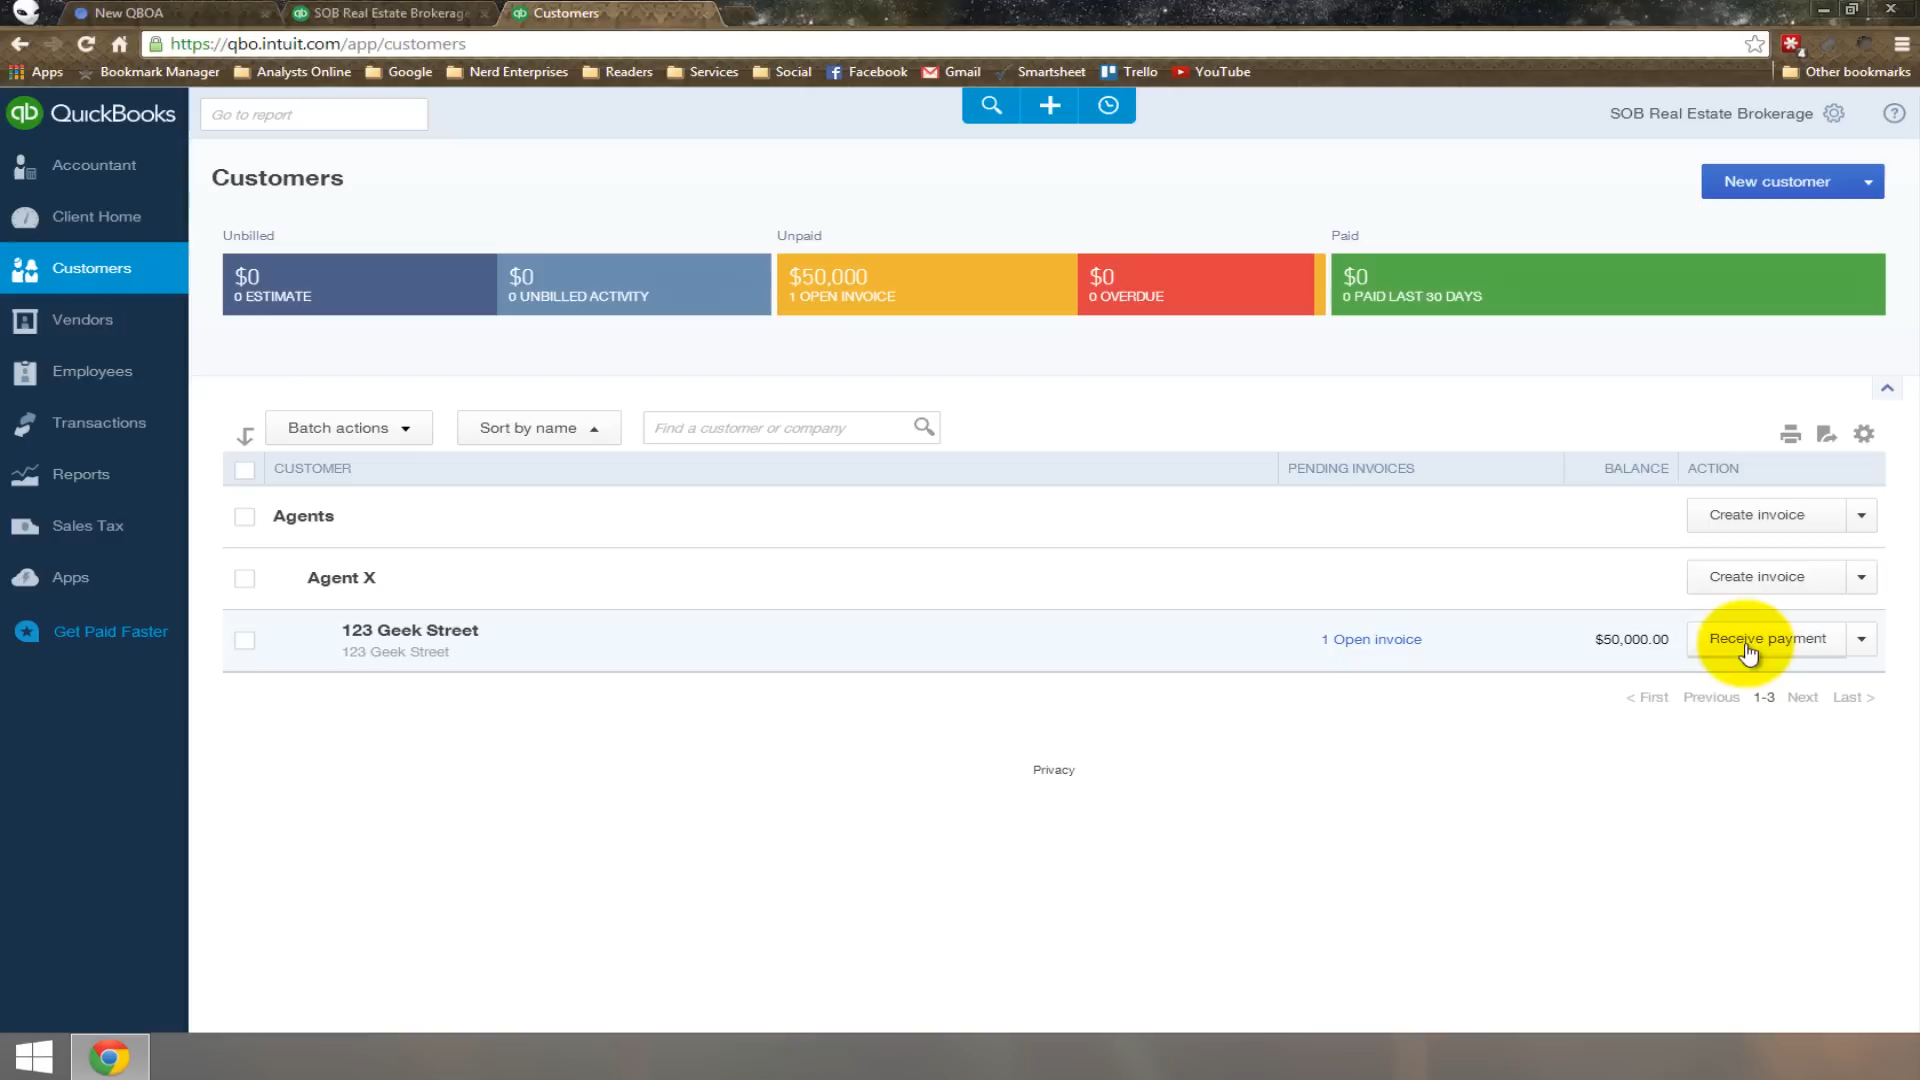 New QBOA
SOB Real Estate Brokerage
Customers
https://qbo.intuit.com/app/customers
Apps
Bookmark Manager
Analysts Online
Google
Nerd Enterprises
Readers
Services
Social
Facebook
Gmail
Smartsheet
Trello
YouTube
Other bookmarks
qb QuickBooks
Go to report
SOB Real Estate Brokerage
Accountant
Client Home
Customers
Vendors
Employees
Transactions
Reports
Sales Tax
Apps
Get Paid Faster
Customers
New customer
Unbilled
Unpaid
Paid
$0
0 ESTIMATE
$0
0 UNBILLED ACTIVITY
$50,000
1 OPEN INVOICE
$0
0 OVERDUE
$0
0 PAID LAST 30 DAYS
Batch actions
Sort by name
Find a customer or company
CUSTOMER
PENDING INVOICES
BALANCE
ACTION
Agents
Create invoice
Agent X
Create invoice
123 Geek Street
123 Geek Street
1 Open invoice
$50,000.00
Receive payment
< First Previous 1-3 Next Last >
Privacy